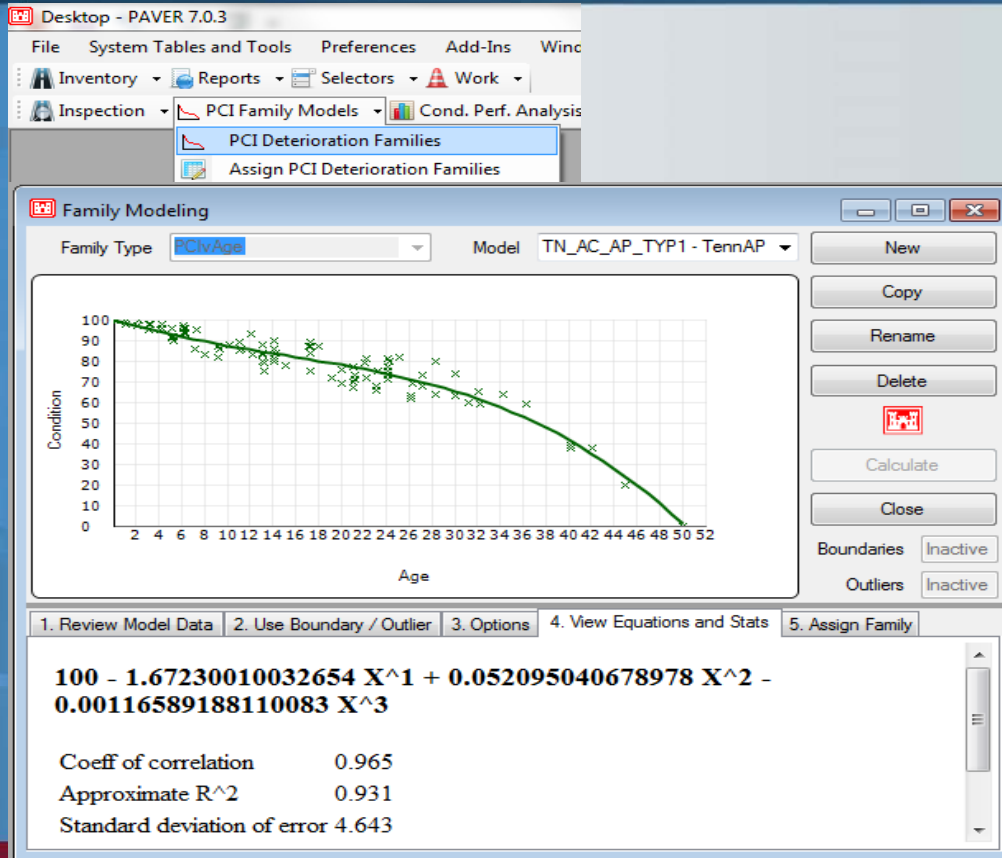 Desktop - PAVER 7.0.3
File System Tables and Tools Preferences Add-Ins Wind
Inventory Reports Selectors Work
Inspection PCI Family Models Cond. Perf. Analysis
PCI Deterioration Families
Assign PCI Deterioration Families
Family Modeling
Family Type PCIvAge Model TN_AC_AP_TYP1 - TennAP New
Copy
Rename
Delete
Calculate
Close
Boundaries Inactive
Outliers Inactive
Condition
100
90
80
70
60
50
40
30
20
10
0
2 4 6 8 10 12 14 16 18 20 22 24 26 28 30 32 34 36 38 40 42 44 46 48 50 52
Age
1. Review Model Data 2. Use Boundary / Outlier 3. Options 4. View Equations and Stats 5. Assign Family
100 - 1.67230010032654 X^1 + 0.052095040678978 X^2 -
0.00116589188110083 X^3
Coeff of correlation 0.965
Approximate R^2 0.931
Standard deviation of error 4.643